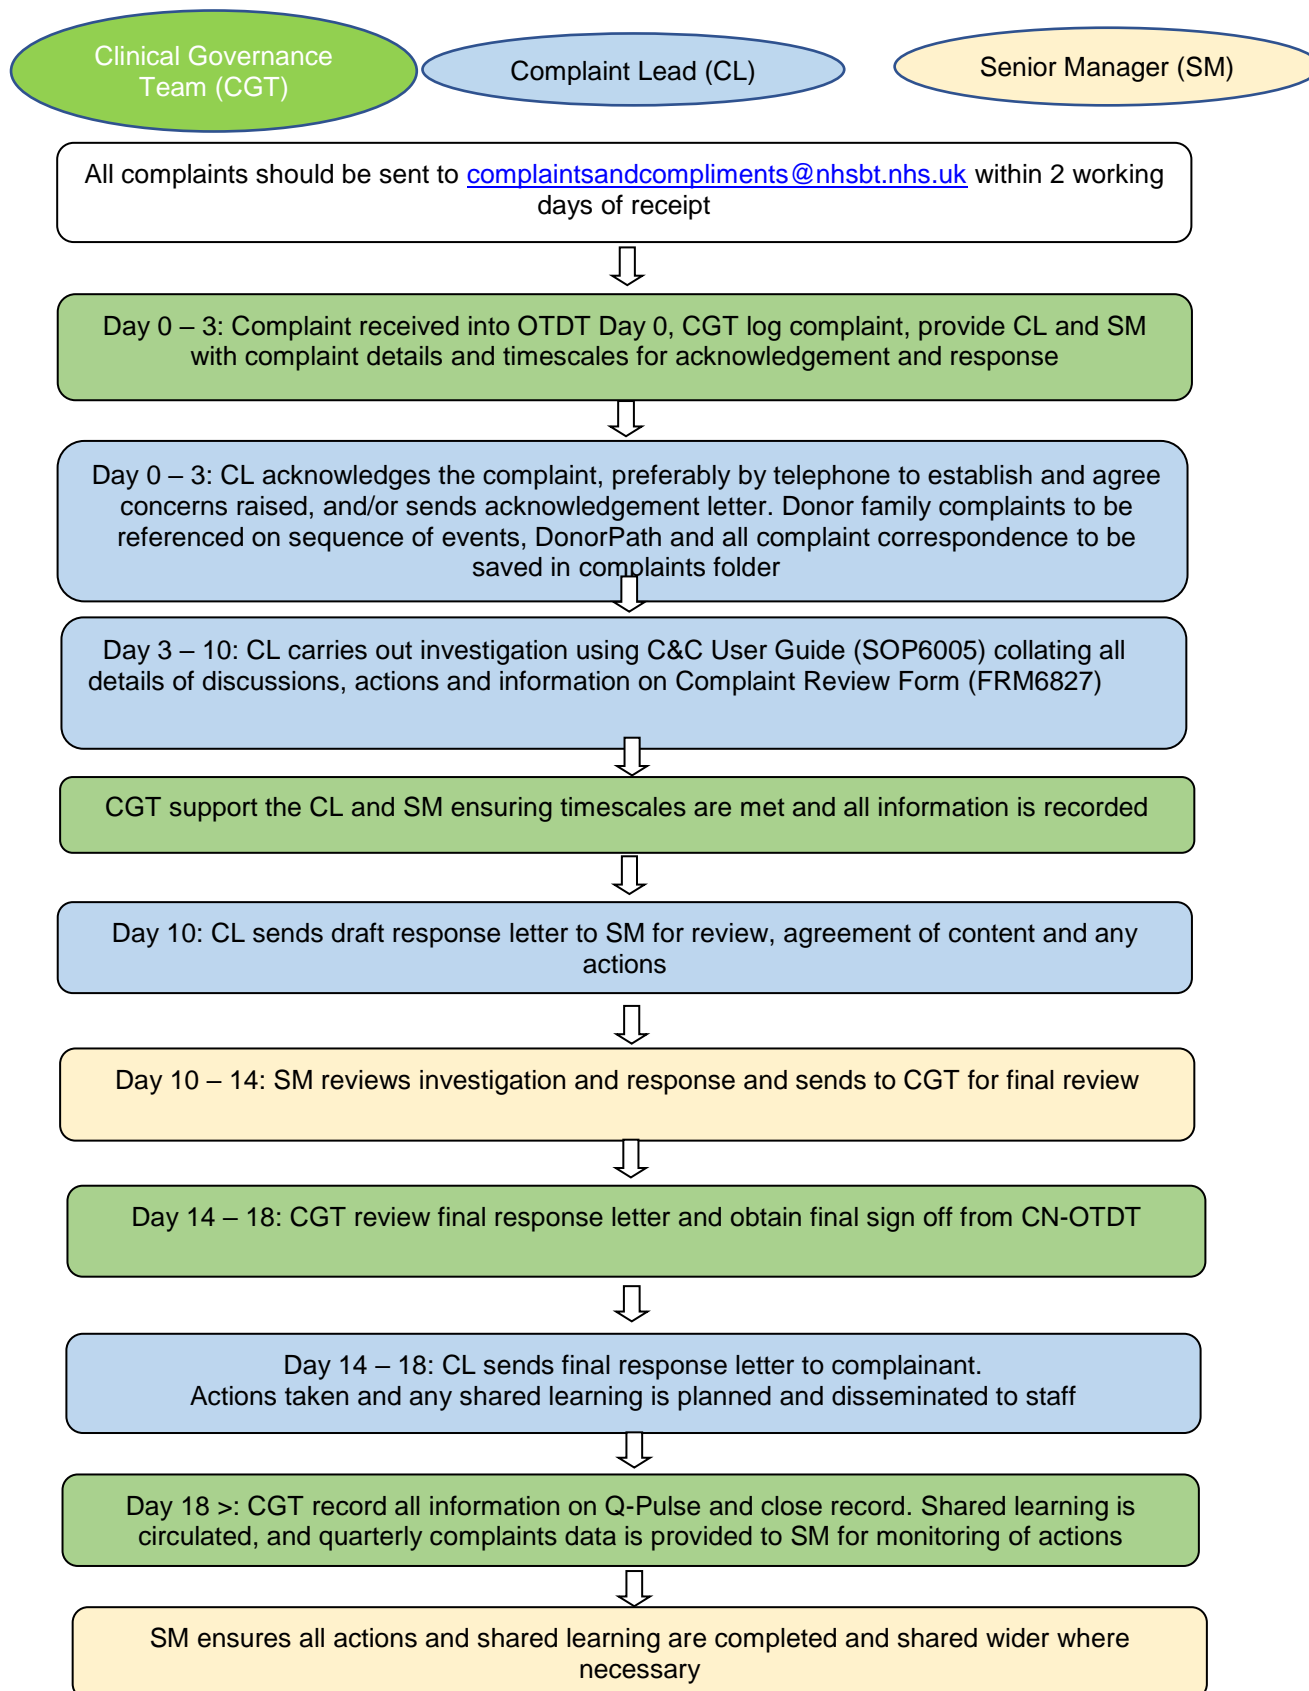 Clinical Governance
Team (CGT)
Complaint Lead (CL)
Senior Manager (SM)
All complaints should be sent to complaintsandcompliments@nhsbt.nhs.uk within 2 working
days of receipt
Day 0 – 3: Complaint received into OTDT Day 0, CGT log complaint, provide CL and SM
with complaint details and timescales for acknowledgement and response
Day 0 – 3: CL acknowledges the complaint, preferably by telephone to establish and agree
concerns raised, and/or sends acknowledgement letter. Donor family complaints to be
referenced on sequence of events, DonorPath and all complaint correspondence to be
saved in complaints folder
Day 3 – 10: CL carries out investigation using C&C User Guide (SOP6005) collating all
details of discussions, actions and information on Complaint Review Form (FRM6827)
CGT support the CL and SM ensuring timescales are met and all information is recorded
Day 10: CL sends draft response letter to SM for review, agreement of content and any
actions
Day 10 – 14: SM reviews investigation and response and sends to CGT for final review
Day 14 – 18: CGT review final response letter and obtain final sign off from CN-OTDT
Day 14 – 18: CL sends final response letter to complainant.
Actions taken and any shared learning is planned and disseminated to staff
Day 18 >: CGT record all information on Q-Pulse and close record. Shared learning is
circulated, and quarterly complaints data is provided to SM for monitoring of actions
SM ensures all actions and shared learning are completed and shared wider where
necessary